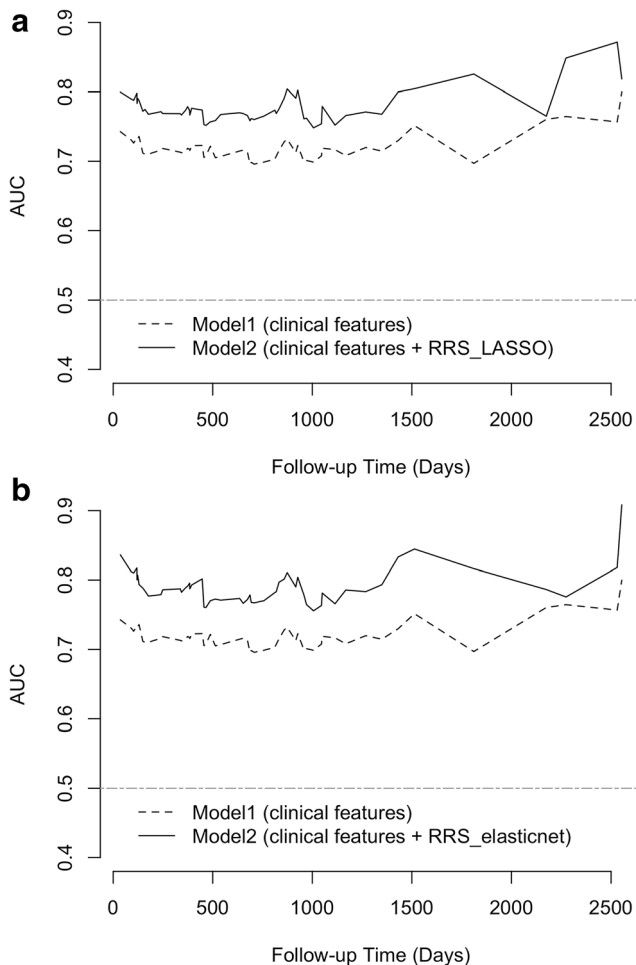 a
0.9
0.8
0.7
0.6
0.5
0.4
AUC
Model1 (clinical features)
Model2 (clinical features + RRS_LASSO)
0 500 1000 1500 2000 2500
Follow-up Time (Days)
b
0.9
0.8
0.7
0.6
0.5
0.4
AUC
Model1 (clinical features)
Model2 (clinical features + RRS_elasticnet)
0 500 1000 1500 2000 2500
Follow-up Time (Days)